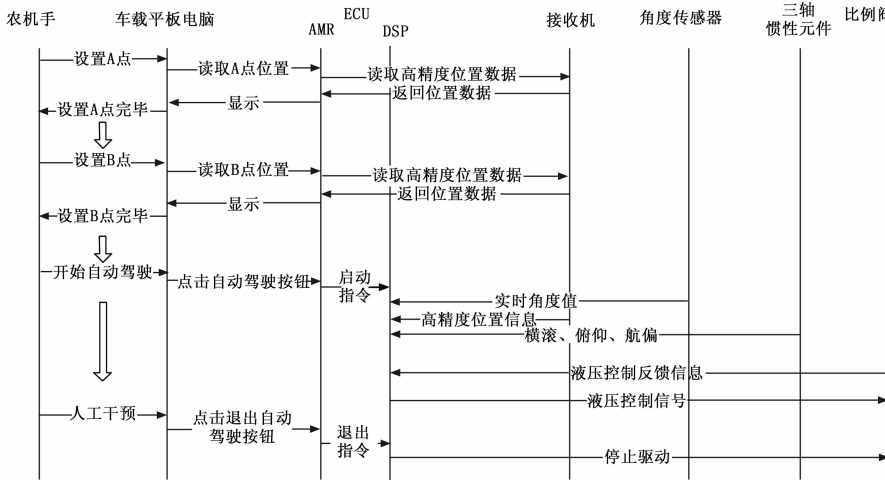 农机手
车载平板电脑
ECU
AMR
DSP
接收机
角度传感器
三轴
惯性元件
比例阀
设置A点
读取A点位置
读取高精度位置数据
返回位置数据
显示
设置A点完毕
设置B点
读取B点位置
读取高精度位置数据
返回位置数据
显示
设置B点完毕
开始自动驾驶
点击自动驾驶按钮
启动
指令
实时角度值
高精度位置信息
横滚、俯仰、航偏
液压控制反馈信息
液压控制信号
人工干预
点击退出自动
驾驶按钮
退出
指令
停止驱动